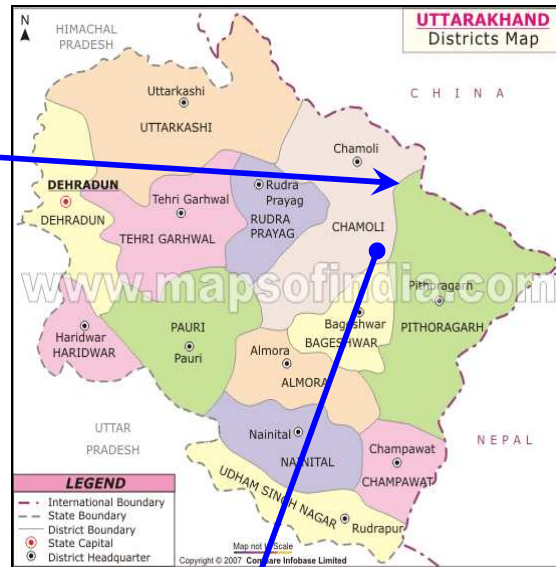 N
HIMACHAL
PRADESH
UTTARAKHAND
Districts Map
CHINA
Uttarkashi
UTTARKASHI
Chamoli
DEHRADUN
DEHRADUN
Tehri Garhwal
TEHRI GARHWAL
Rudra
Prayag
RUDRA
PRAYAG
CHAMOLI
www.mapsofindia.com
Pithoragarh
PITHORAGARH
Haridwar
HARIDWAR
PAURI
Pauri
Bageshwar
BAGESHWAR
Almora
ALMORA
UTTAR
PRADESH
Nainital
NAINITAL
Champawat
CHAMPAWAT
NEPAL
UDHAM SINGH NAGAR
Rudrapur
LEGEND
International Boundary
State Boundary
District Boundary
State Capital
District Headquarter
Map not to Scale
Copyright © 2007 Compare Infobase Limited